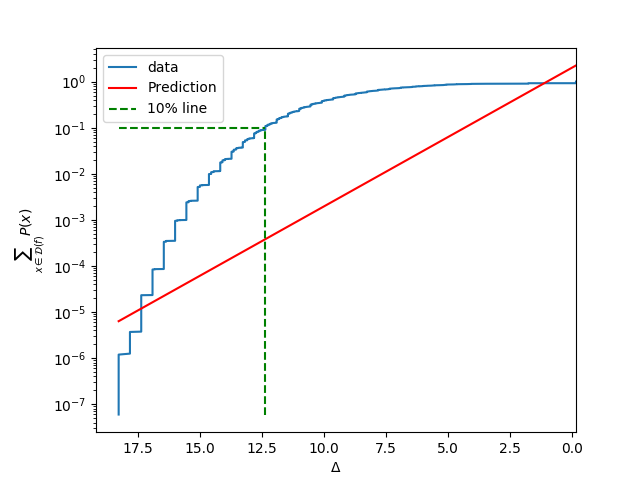 data
Prediction
10% line
10⁰
10⁻¹
10⁻²
10⁻³
10⁻⁴
10⁻⁵
10⁻⁶
10⁻⁷
∑ P(x)
x ∈ 𝒟(f)
17.5 15.0 12.5 10.0 7.5 5.0 2.5 0.0
Δ